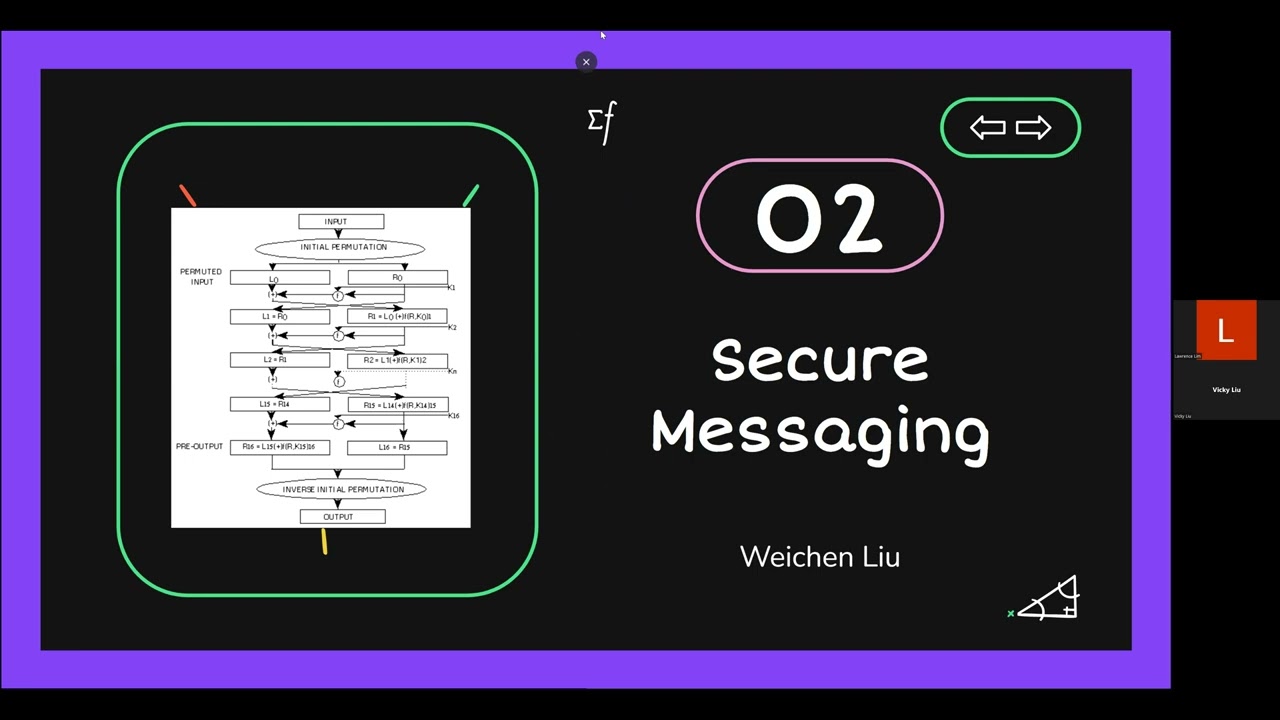 Σf
02
Secure
Messaging
Weichen Liu
INPUT
INITIAL PERMUTATION
PERMUTED
INPUT
L0
R0
K1
(+)
f
L1 = R0
R1 = L0 (+)f(R,K0)1
K2
(+)
f
L2 = R1
R2 = L1(+)f(R,K1)2
Kn
(+)
f
L15 = R14
R15 = L14(+)f(R,K14)15
K16
(+)
f
PRE-OUTPUT
R16 = L15(+)f(R,K15)16
L16 = R15
INVERSE INITIAL PERMUTATION
OUTPUT
L
Lawrence Lim
Vicky Liu
Vicky Liu